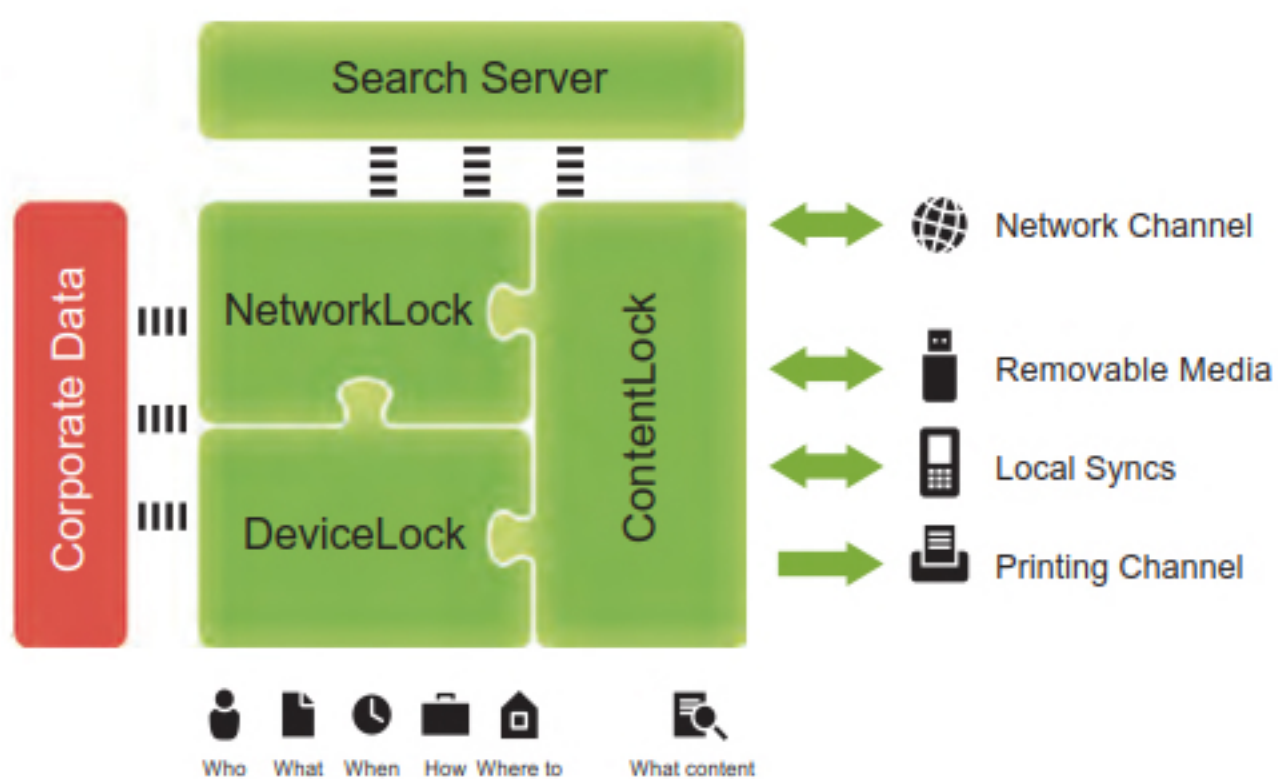 Search Server
Corporate Data
NetworkLock
DeviceLock
ContentLock
Network Channel
Removable Media
Local Syncs
Printing Channel
Who What When How Where to What content